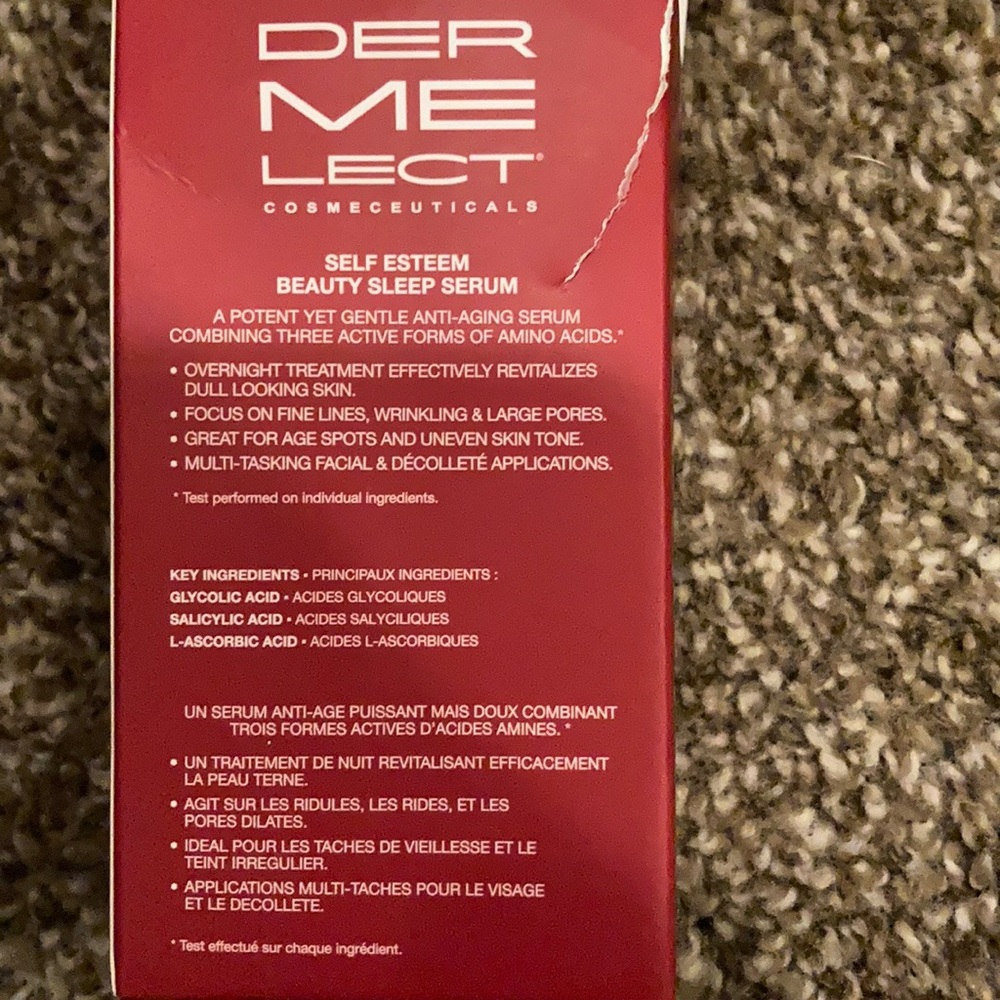 DER
ME
LECT
COSMECEUTICALS
SELF ESTEEM
BEAUTY SLEEP SERUM
A POTENT YET GENTLE ANTI-AGING SERUM
COMBINING THREE ACTIVE FORMS OF AMINO ACIDS.*
• OVERNIGHT TREATMENT EFFECTIVELY REVITALIZES
DULL LOOKING SKIN.
• FOCUS ON FINE LINES, WRINKLING & LARGE PORES.
• GREAT FOR AGE SPOTS AND UNEVEN SKIN TONE.
• MULTI-TASKING FACIAL & DÉCOLLETÉ APPLICATIONS.
* Test performed on individual ingredients.
KEY INGREDIENTS • PRINCIPAUX INGREDIENTS :
GLYCOLIC ACID • ACIDES GLYCOLIQUES
SALICYLIC ACID • ACIDES SALYCILIQUES
L-ASCORBIC ACID • ACIDES L-ASCORBIQUES
UN SERUM ANTI-AGE PUISSANT MAIS DOUX COMBINANT
TROIS FORMES ACTIVES D'ACIDES AMINES. *
• UN TRAITEMENT DE NUIT REVITALISANT EFFICACEMENT
LA PEAU TERNE.
• AGIT SUR LES RIDULES, LES RIDES, ET LES
PORES DILATES.
• IDEAL POUR LES TACHES DE VIEILLESSE ET LE
TEINT IRREGULIER.
• APPLICATIONS MULTI-TACHES POUR LE VISAGE
ET LE DECOLLETE.
* Test effectué sur chaque ingrédient.